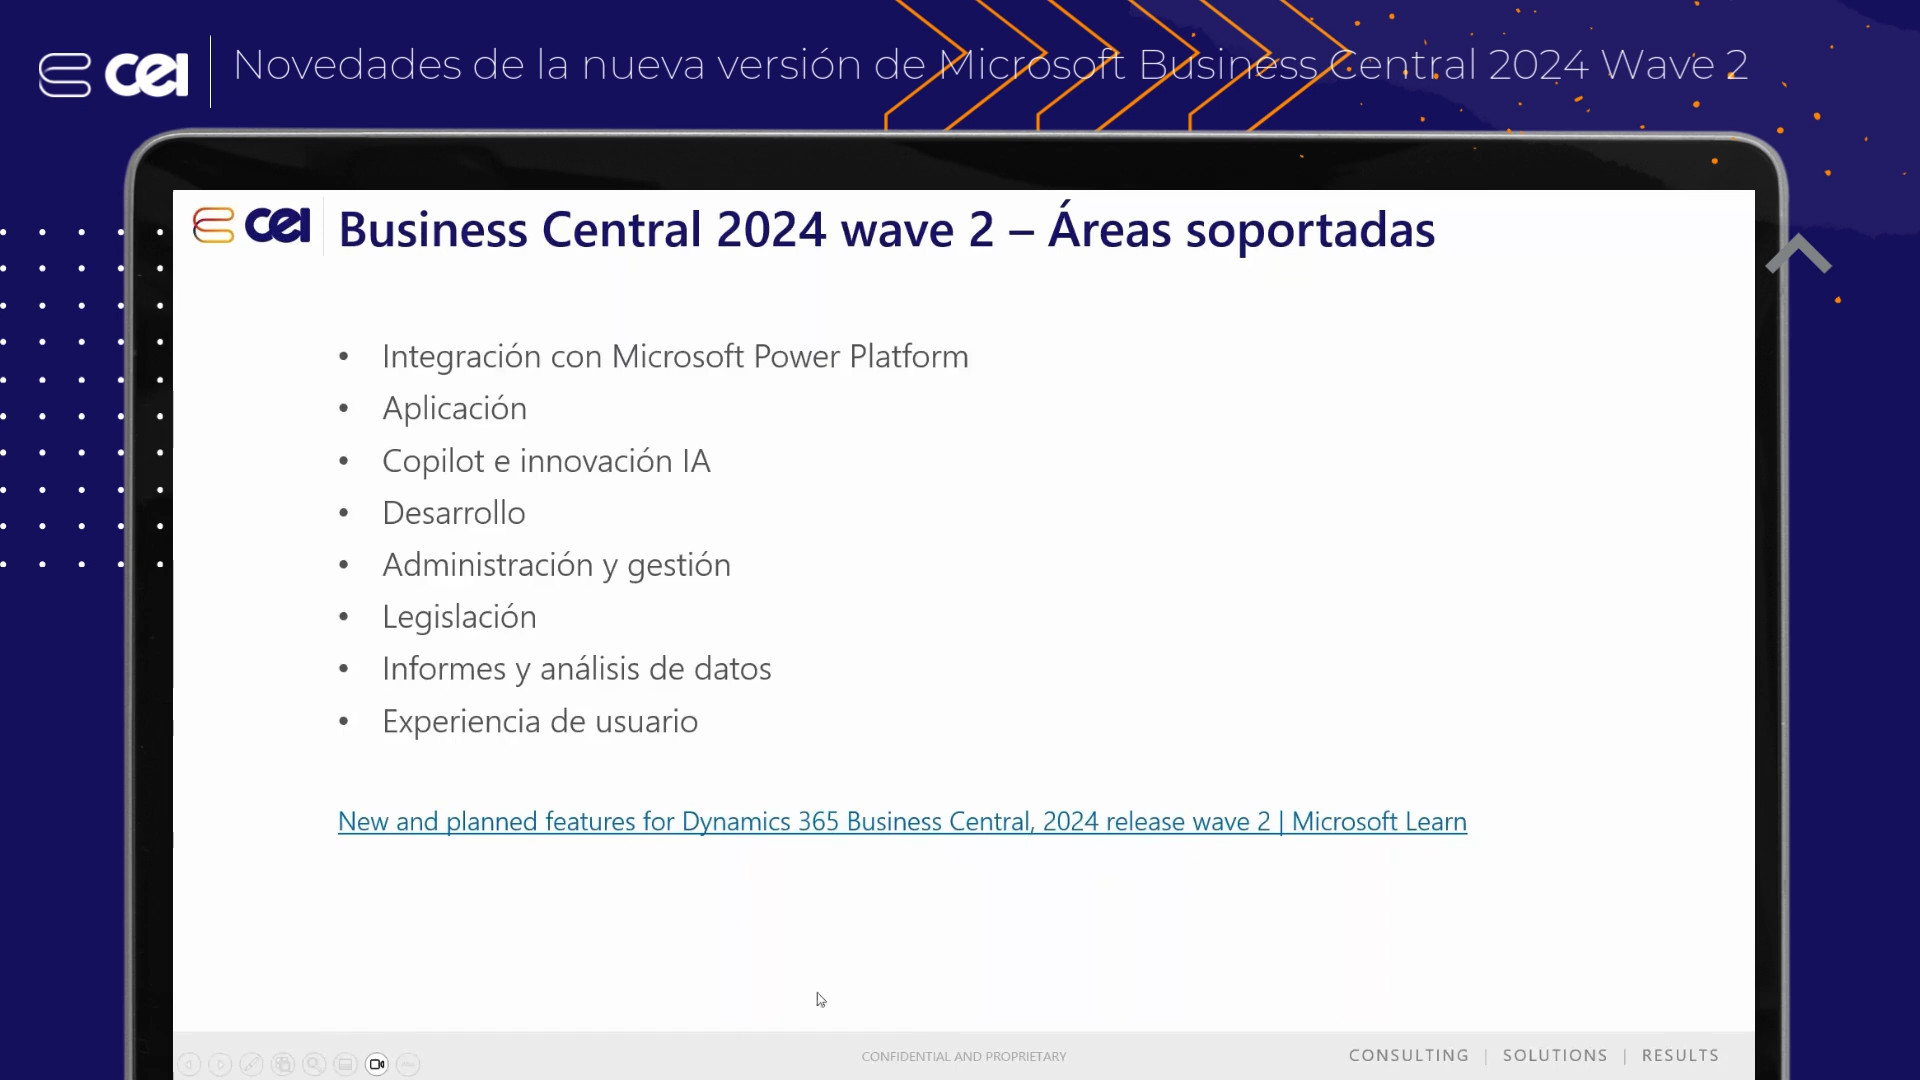 cei
Novedades de la nueva versión de Microsoft Business Central 2024 Wave 2
cei
Business Central 2024 wave 2 – Áreas soportadas
• Integración con Microsoft Power Platform
• Aplicación
• Copilot e innovación IA
• Desarrollo
• Administración y gestión
• Legislación
• Informes y análisis de datos
• Experiencia de usuario
New and planned features for Dynamics 365 Business Central, 2024 release wave 2 | Microsoft Learn
CONFIDENTIAL AND PROPRIETARY
CONSULTING | SOLUTIONS | RESULTS